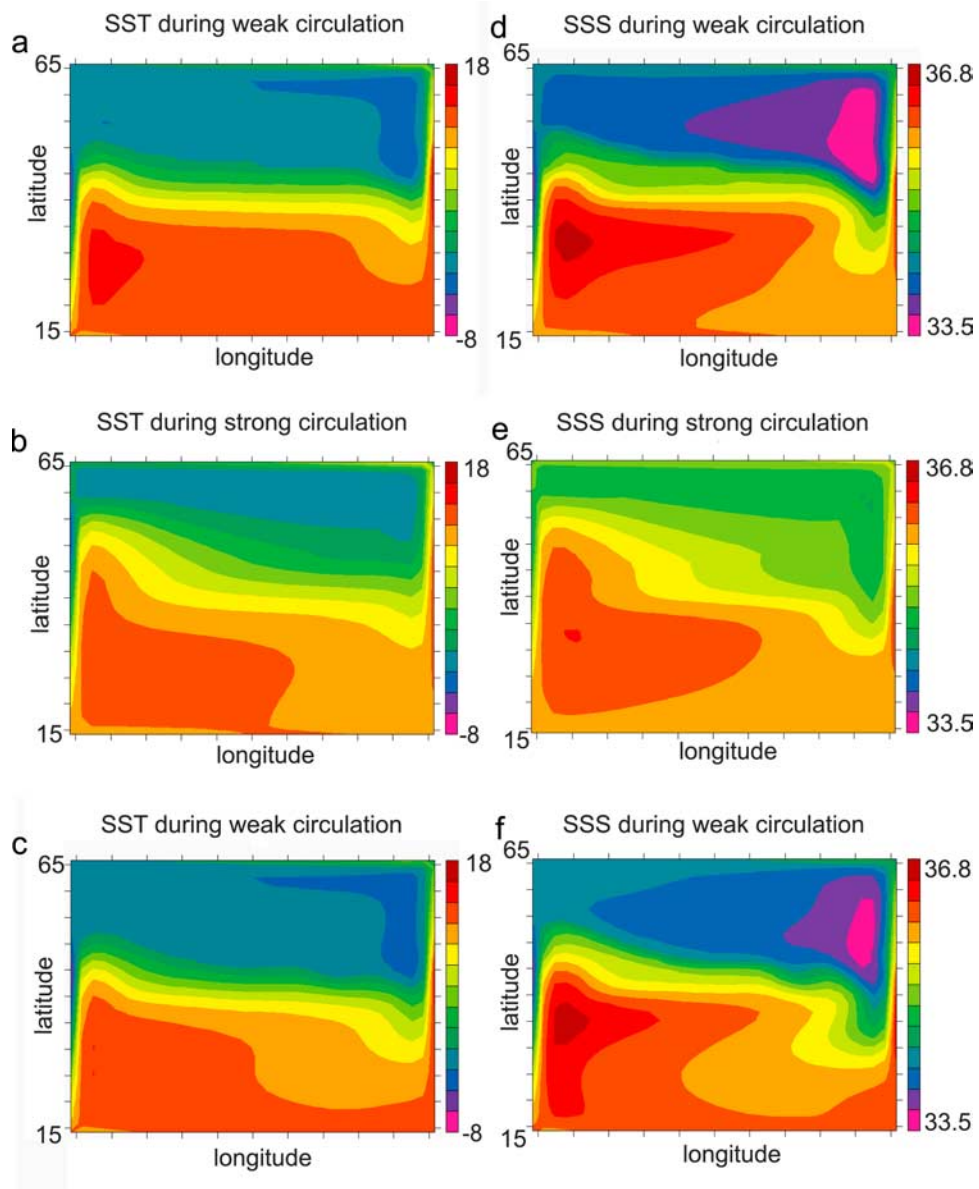 a
SST during weak circulation
65
18
latitude
15
-8
longitude
d
SSS during weak circulation
65
36.8
latitude
15
33.5
longitude
b
SST during strong circulation
65
18
latitude
15
-8
longitude
e
SSS during strong circulation
65
36.8
latitude
15
33.5
longitude
c
SST during weak circulation
65
18
latitude
15
-8
longitude
f
SSS during weak circulation
65
36.8
latitude
15
33.5
longitude